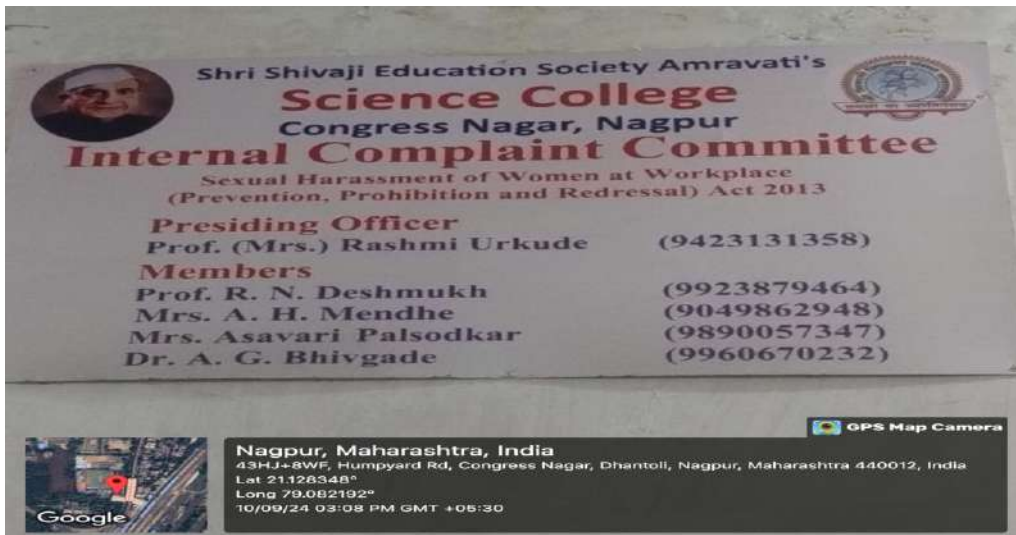 Shri Shivaji Education Society Amravati's
Science College
Congress Nagar, Nagpur
Internal Complaint Committee
Sexual Harassment of Women at Workplace
(Prevention, Prohibition and Redressal) Act 2013
Presiding Officer
Prof. (Mrs.) Rashmi Urkude (9423131358)
Members
Prof. R. N. Deshmukh (9923879464)
Mrs. A. H. Mendhe (9049862948)
Mrs. Asavari Palsodkar (9890057347)
Dr. A. G. Bhivgade (9960670232)
GPS Map Camera
Google
Nagpur, Maharashtra, India
43HJ+8WF, Humpyard Rd, Congress Nagar, Dhantoli, Nagpur, Maharashtra 440012, India
Lat 21.128348°
Long 79.082192°
10/09/24 03:08 PM GMT +05:30